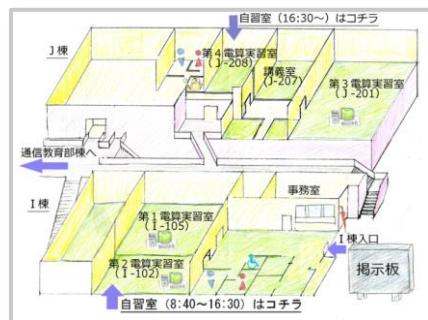 自習室(16:30~)はコチラ
J棟
第4電算実習室
(J-208)
講義室
(J-207)
第3電算実習室
(J-201)
通信教育部棟へ
I棟
事務室
第1電算実習室
(I-105)
I棟入口
第2電算実習室
(I-102)
掲示板
自習室(8:40~16:30)はコチラ